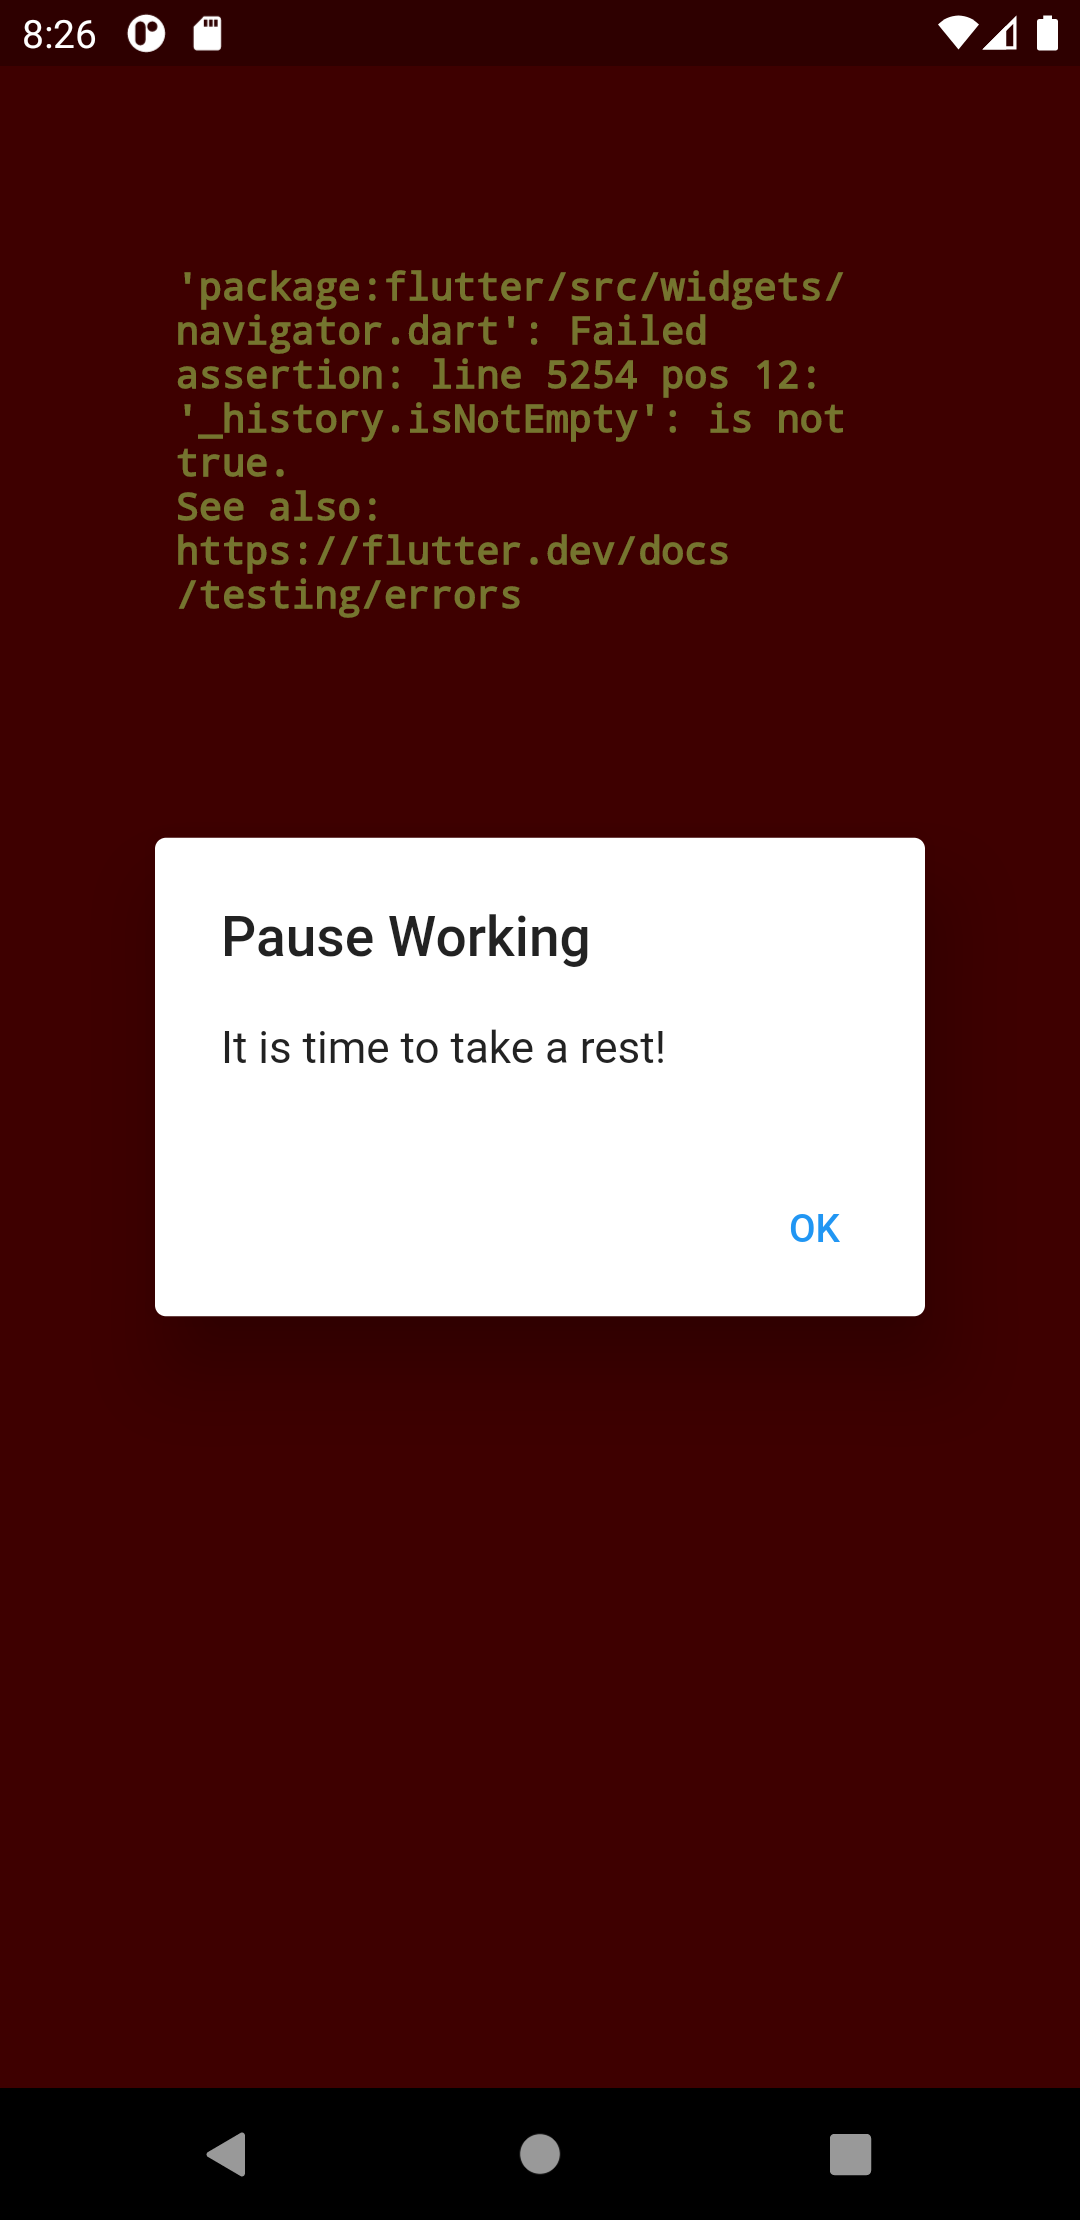 8:26
'package:flutter/src/widgets/
navigator.dart': Failed
assertion: line 5254 pos 12:
'_history.isNotEmpty': is not
true.
See also:
https://flutter.dev/docs
/testing/errors
Pause Working
It is time to take a rest!
OK